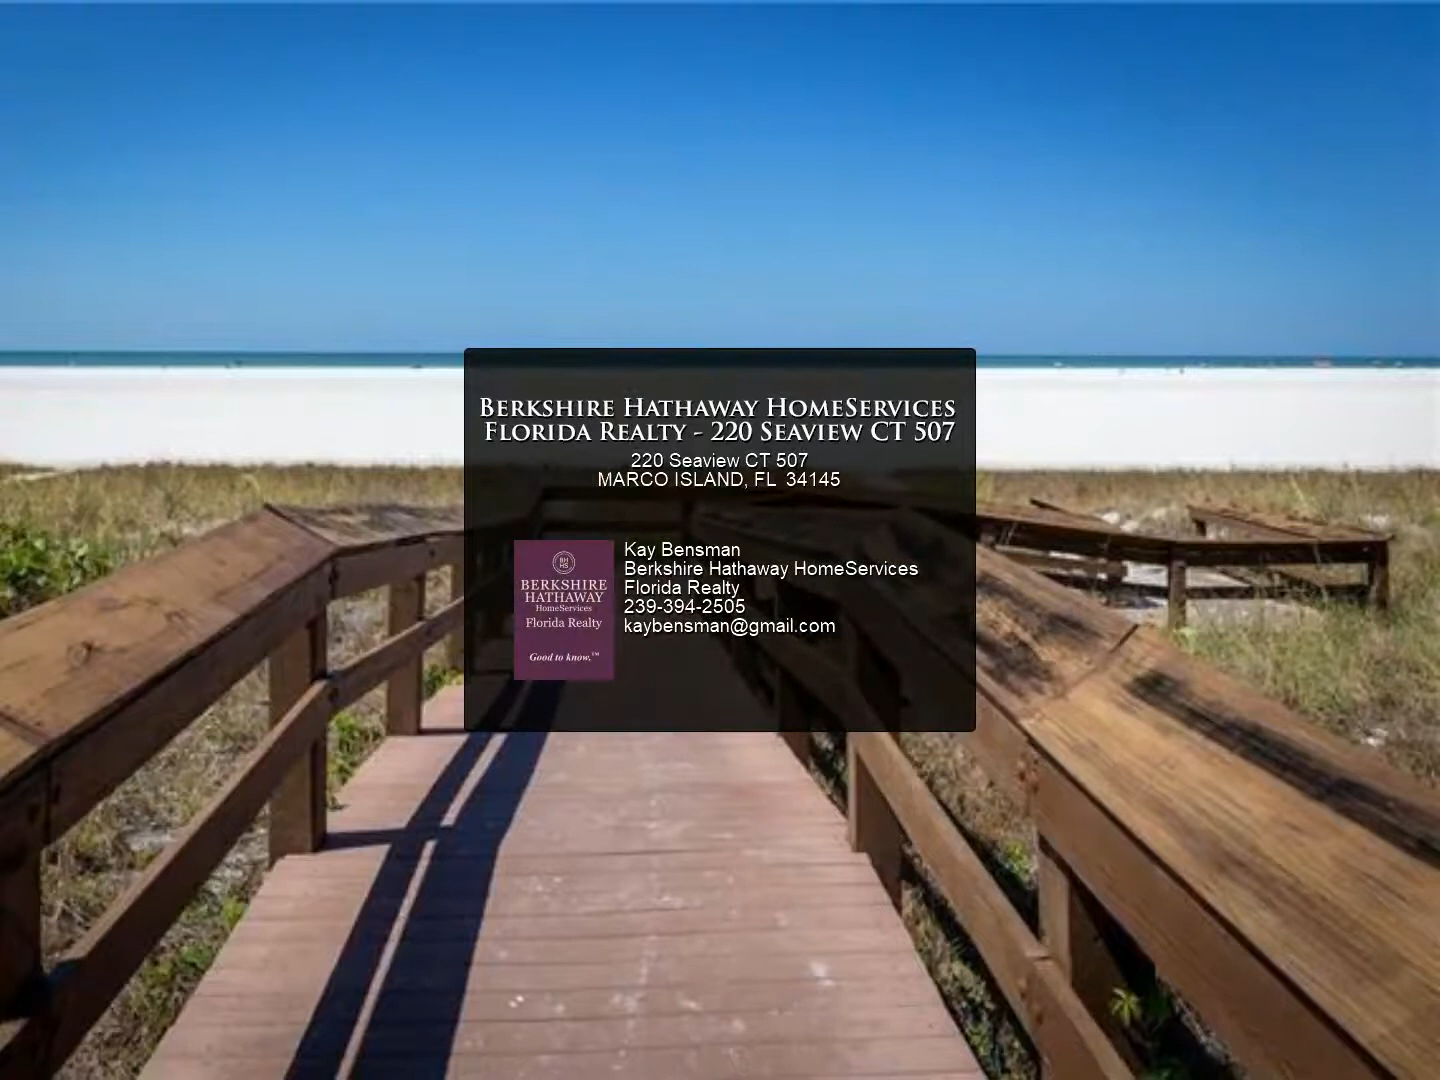 BERKSHIRE HATHAWAY HOMESERVICES
FLORIDA REALTY - 220 SEAVIEW CT 507
220 Seaview CT 507
MARCO ISLAND, FL  34145
BH
HS
BERKSHIRE
HATHAWAY
HomeServices
Florida Realty
Good to know.™
Kay Bensman
Berkshire Hathaway HomeServices
Florida Realty
239-394-2505
kaybensman@gmail.com